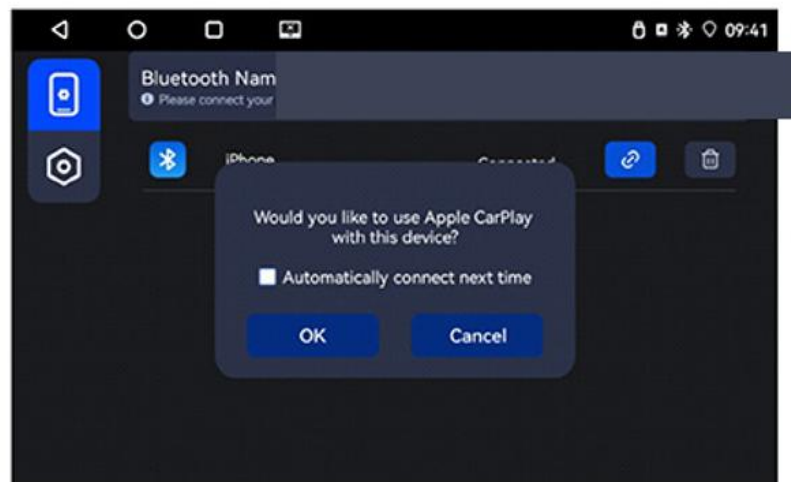 09:41
Bluetooth Nam
Please connect your
iPhone
Connected
Would you like to use Apple CarPlay
with this device?
Automatically connect next time
OK
Cancel